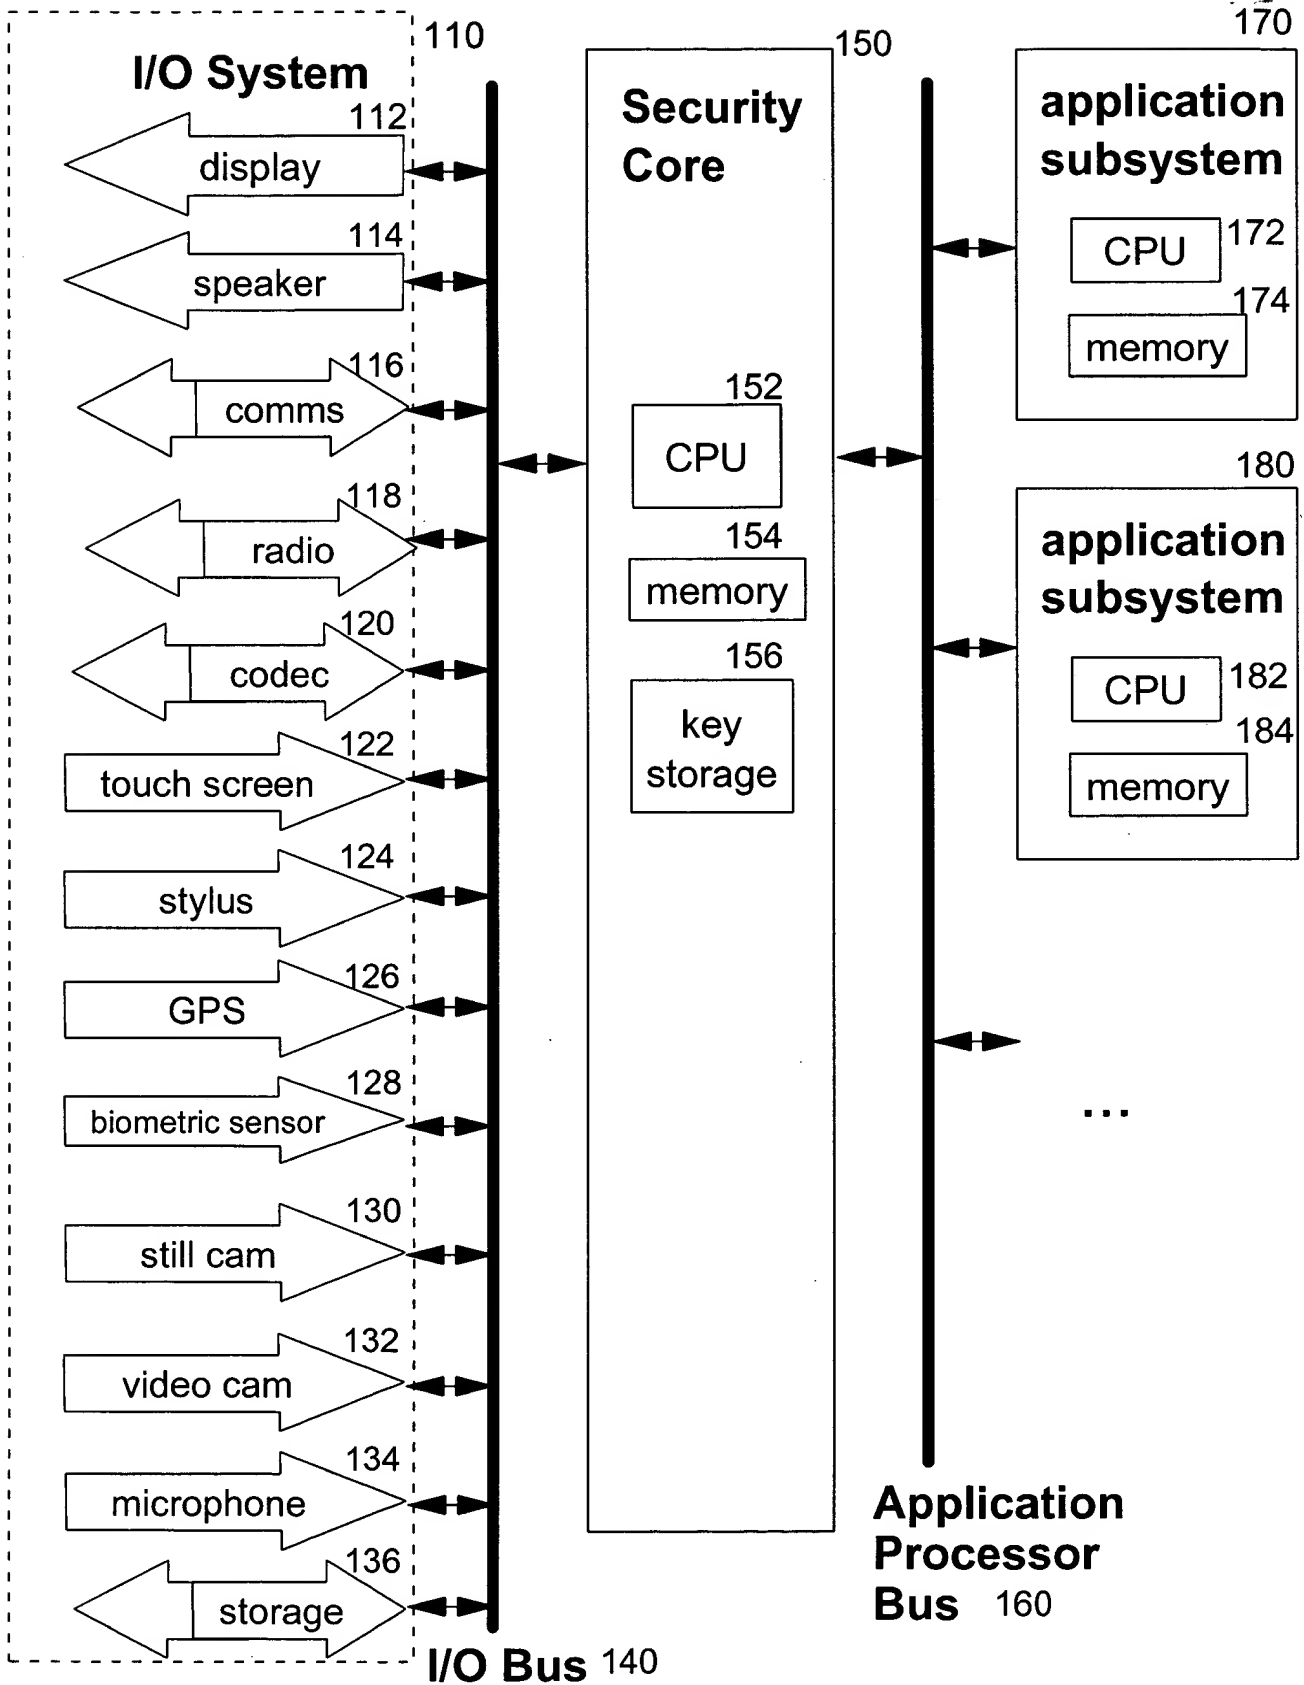 110
I/O System
112
display
114
speaker
116
comms
118
radio
120
codec
122
touch screen
124
stylus
126
GPS
128
biometric sensor
130
still cam
132
video cam
134
microphone
136
storage
I/O Bus 140
150
Security
Core
152
CPU
154
memory
156
key
storage
Application
Processor
Bus 160
170
application
subsystem
CPU 172
174
memory
180
application
subsystem
CPU 182
184
memory
...